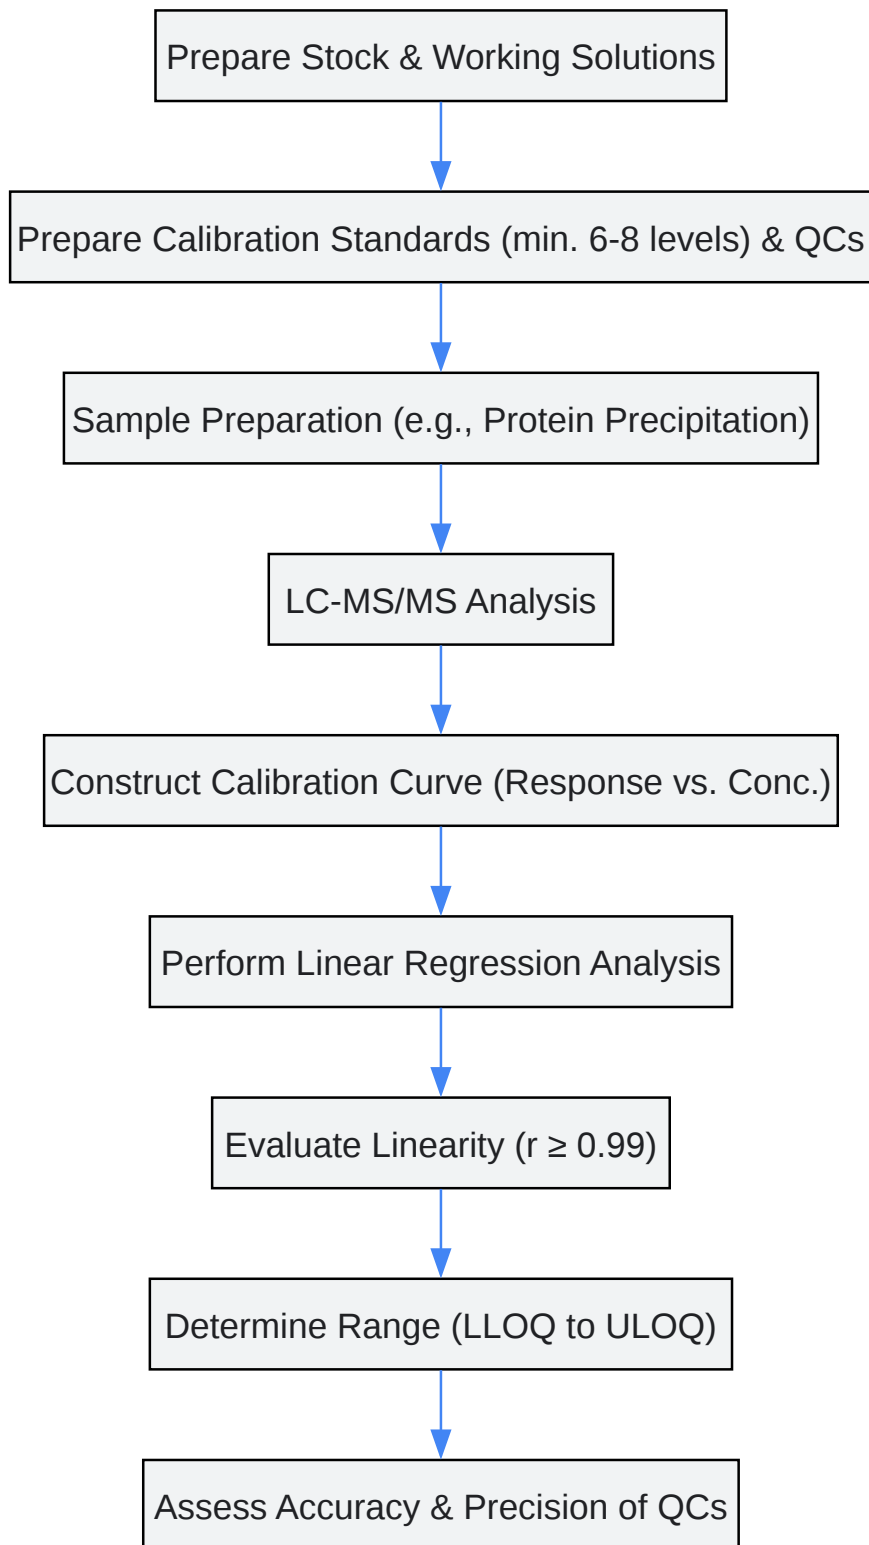 Prepare Stock & Working Solutions
Prepare Calibration Standards (min. 6-8 levels) & QCs
Sample Preparation (e.g., Protein Precipitation)
LC-MS/MS Analysis
Construct Calibration Curve (Response vs. Conc.)
Perform Linear Regression Analysis
Evaluate Linearity (r ≥ 0.99)
Determine Range (LLOQ to ULOQ)
Assess Accuracy & Precision of QCs